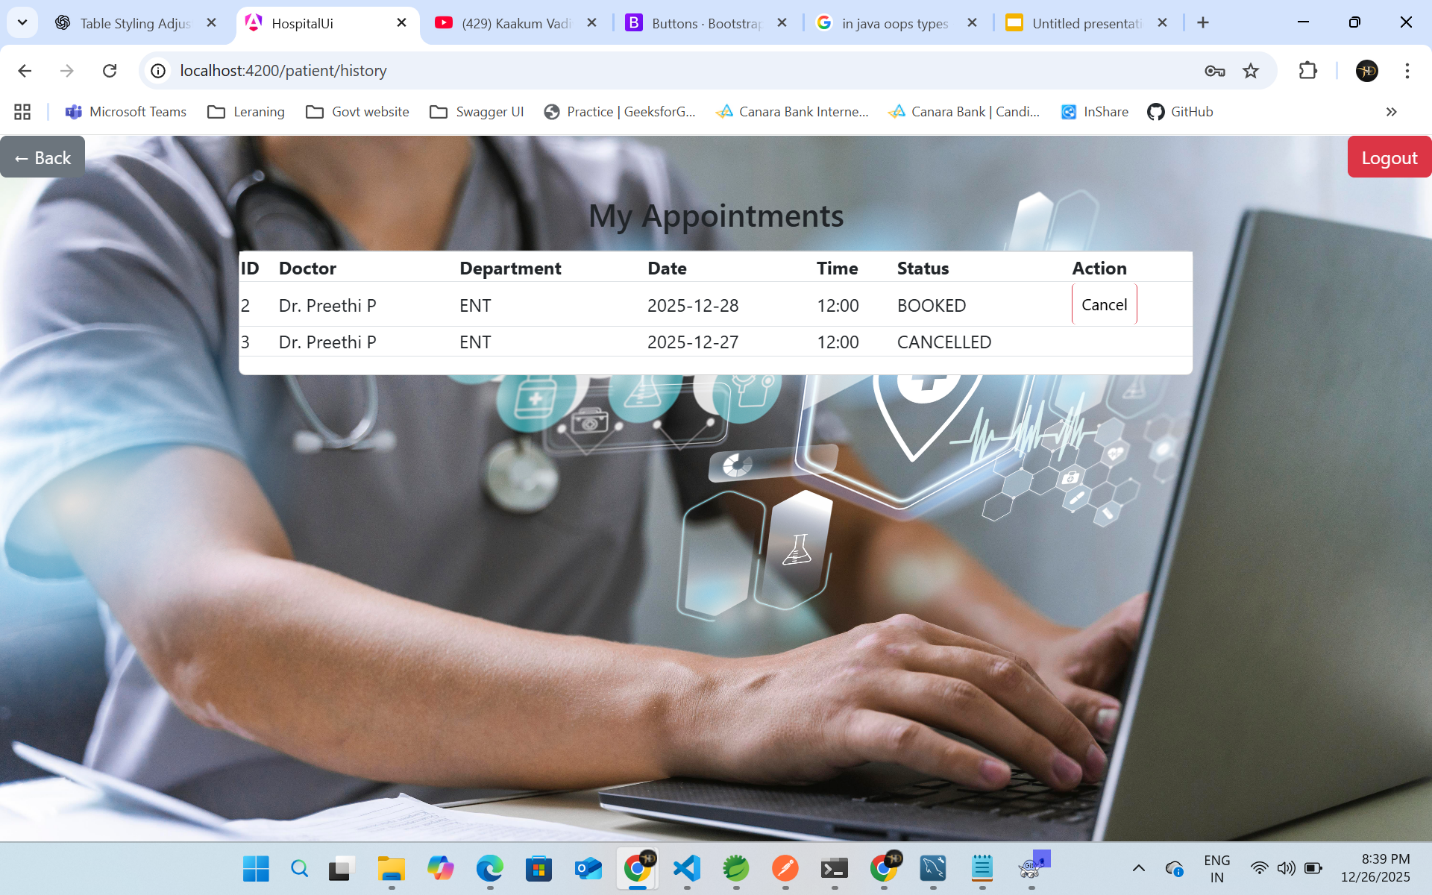 Table Styling Adjus
HospitalUi
(429) Kaakum Vadi
Buttons · Bootstrap
in java oops types
Untitled presentati
localhost:4200/patient/history
Microsoft Teams
Leraning
Govt website
Swagger UI
Practice | GeeksforG...
Canara Bank Interne...
Canara Bank | Candi...
InShare
GitHub
← Back
Logout
My Appointments
ID Doctor Department Date Time Status Action
2 Dr. Preethi P ENT 2025-12-28 12:00 BOOKED Cancel
3 Dr. Preethi P ENT 2025-12-27 12:00 CANCELLED
ENG
IN
8:39 PM
12/26/2025